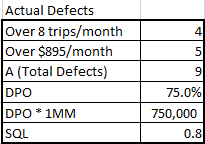 Actual Defects
Over 8 trips/month 4
Over $895/month 5
A (Total Defects) 9
DPO 75.0%
DPO * 1MM 750,000
SQL 0.8